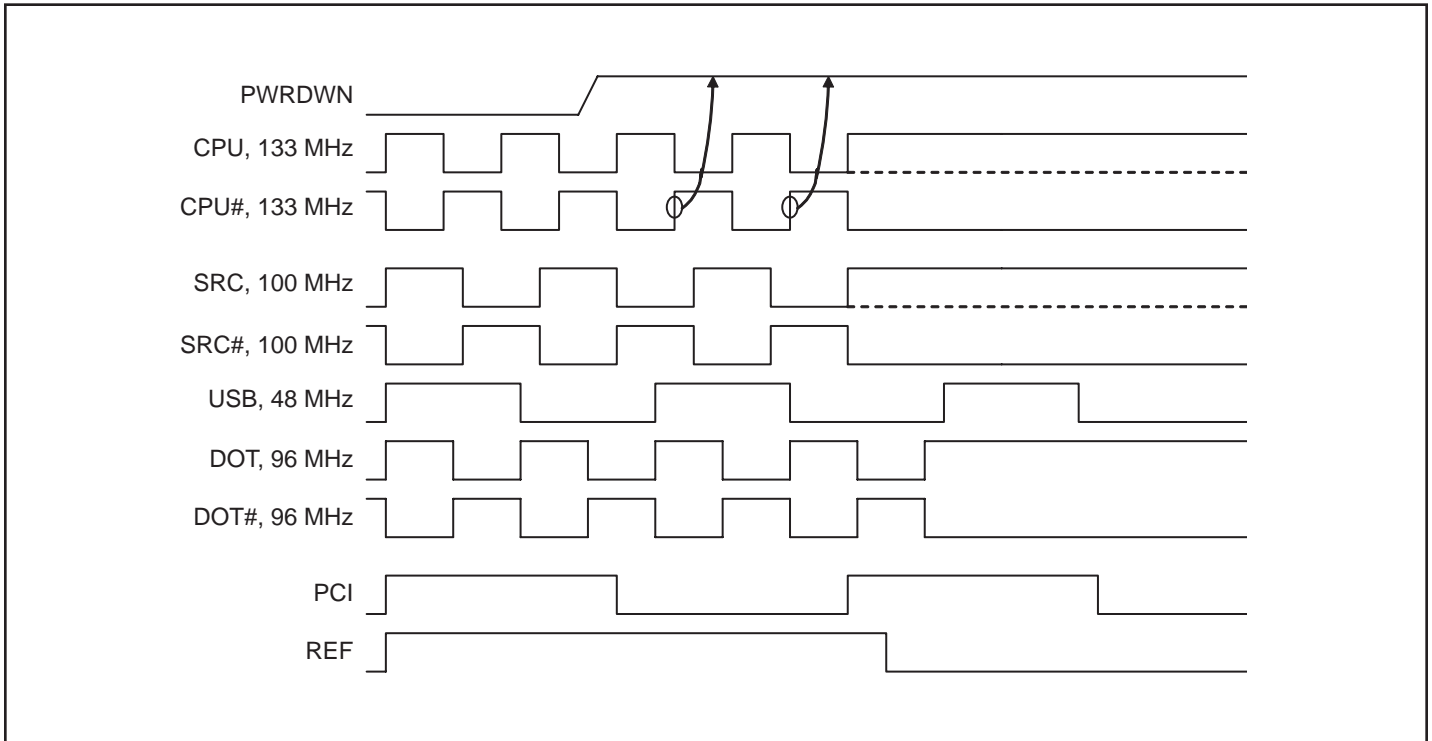 PWRDWN
CPU, 133 MHz
CPU#, 133 MHz
SRC, 100 MHz
SRC#, 100 MHz
USB, 48 MHz
DOT, 96 MHz
DOT#, 96 MHz
PCI
REF